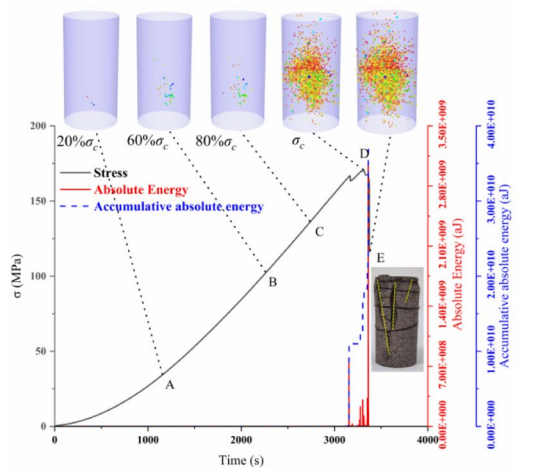 20%σc 60%σc 80%σc σc
Stress
Absolute Energy
Accumulative absolute energy
A
B
C
D
E
200
150
100
50
0
σ (MPa)
0 1000 2000 3000 4000
Time (s)
3.50E+009
2.80E+009
2.10E+009
1.40E+009
7.00E+008
0.00E+000
Absolute Energy (aJ)
4.00E+010
3.00E+010
2.00E+010
1.00E+010
0.00E+000
Accumulative absolute energy (aJ)